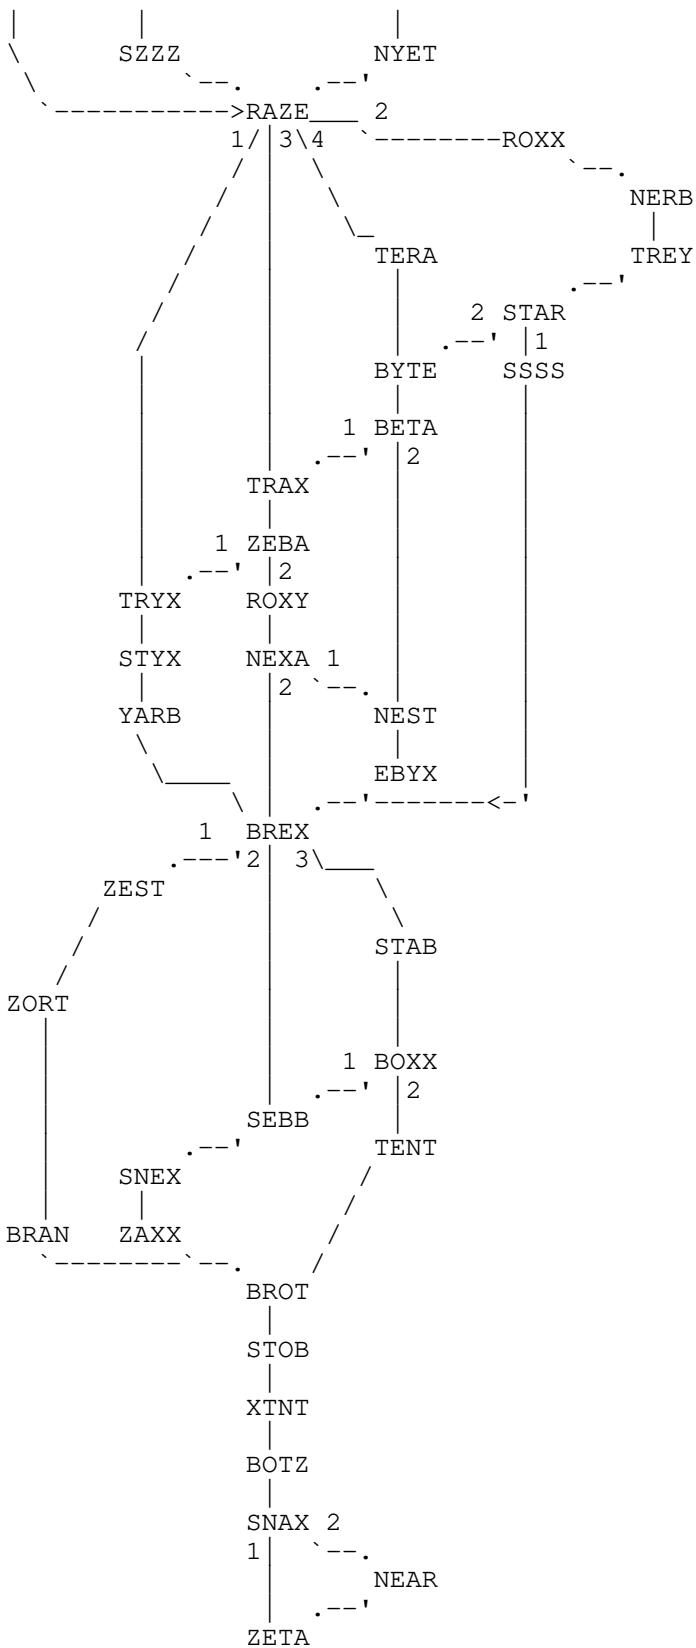 SZZZ NYET
RAZE 2
1 3 4 ROXX
NERB
TERA TREY
2 STAR
1
BYTE SSSS
1 BETA
2
TRAX
1 ZEBA
2
TRYX ROXY
STYX NEXA 1
2
YARB NEST
EBYX
1 BREX
2 3
ZEST
STAB
ZORT
1 BOXX
2
SEBB
TENT
SNEX
BRAN ZAXX
BROT
STOB
XTNT
BOTZ
SNAX 2
1
NEAR
ZETA